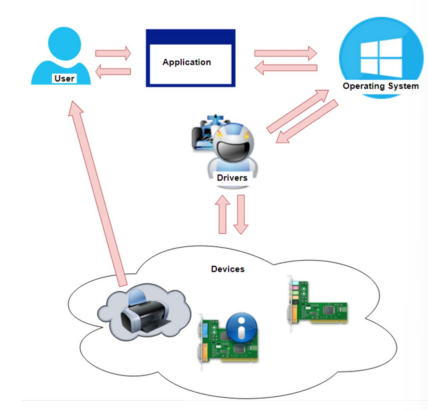 User
Application
Operating System
Drivers
Devices